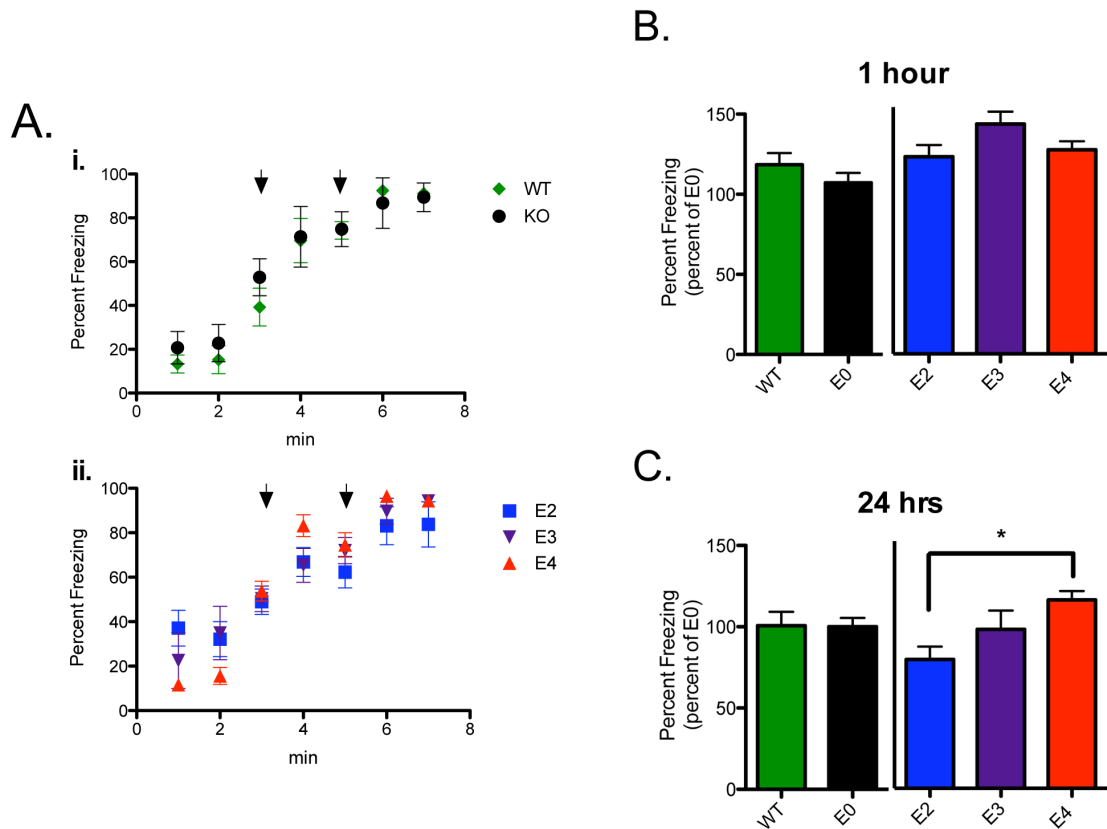 A.
i.
Percent Freezing
100
80
60
40
20
0
0
2
4
6
8
min
WT
KO
ii.
Percent Freezing
100
80
60
40
20
0
0
2
4
6
8
min
E2
E3
E4
B.
1 hour
Percent Freezing
(percent of E0)
150
100
50
0
WT
E0
E2
E3
E4
C.
24 hrs
Percent Freezing
(percent of E0)
150
100
50
0
*
WT
E0
E2
E3
E4